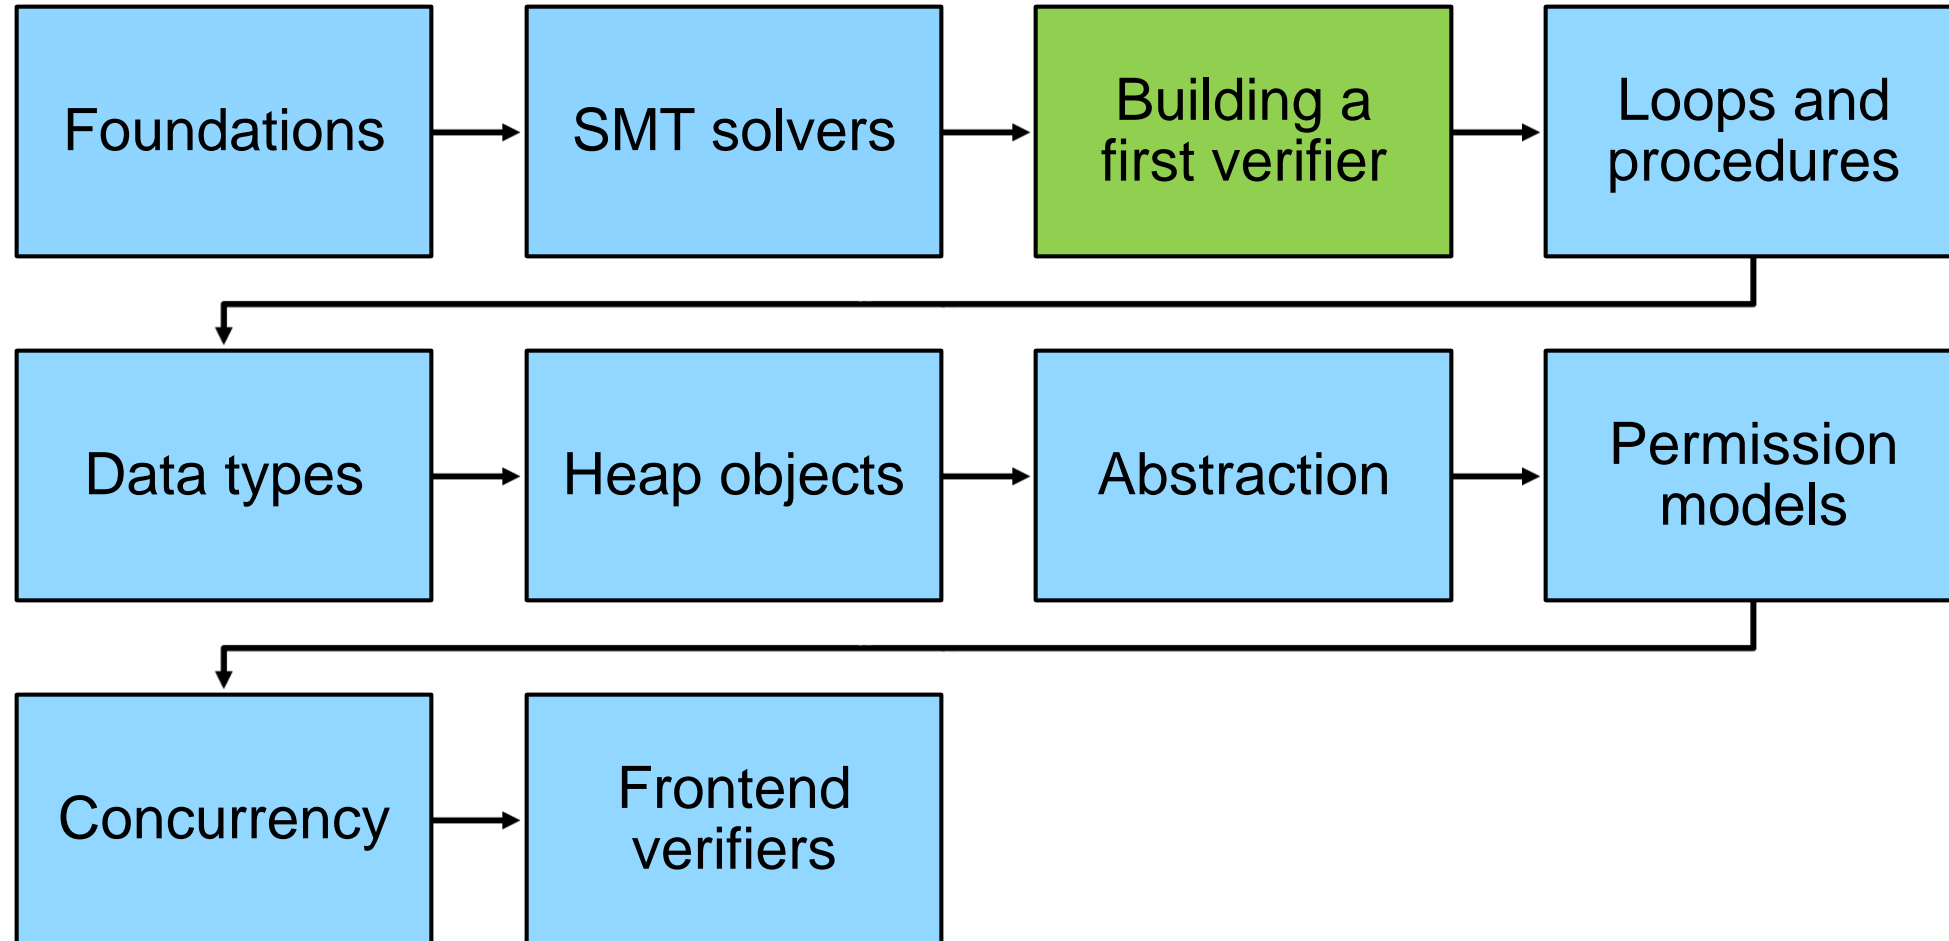 Foundations
SMT solvers
Building a
first verifier
Loops and
procedures
Data types
Heap objects
Abstraction
Permission
models
Concurrency
Frontend
verifiers